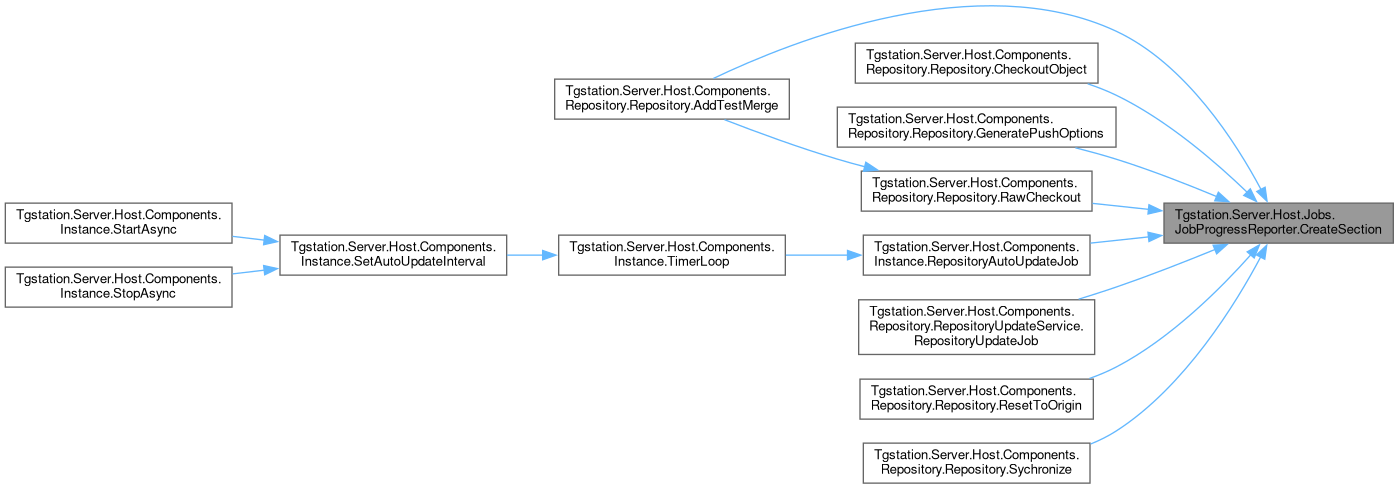 Tgstation.Server.Host.Components.
Repository.Repository.CheckoutObject
Tgstation.Server.Host.Components.
Repository.Repository.AddTestMerge
Tgstation.Server.Host.Components.
Repository.Repository.GeneratePushOptions
Tgstation.Server.Host.Components.
Repository.Repository.RawCheckout
Tgstation.Server.Host.Components.
Instance.StartAsync
Tgstation.Server.Host.Jobs.
JobProgressReporter.CreateSection
Tgstation.Server.Host.Components.
Instance.SetAutoUpdateInterval
Tgstation.Server.Host.Components.
Instance.TimerLoop
Tgstation.Server.Host.Components.
Instance.RepositoryAutoUpdateJob
Tgstation.Server.Host.Components.
Instance.StopAsync
Tgstation.Server.Host.Components.
Repository.RepositoryUpdateService.
RepositoryUpdateJob
Tgstation.Server.Host.Components.
Repository.Repository.ResetToOrigin
Tgstation.Server.Host.Components.
Repository.Repository.Sychronize